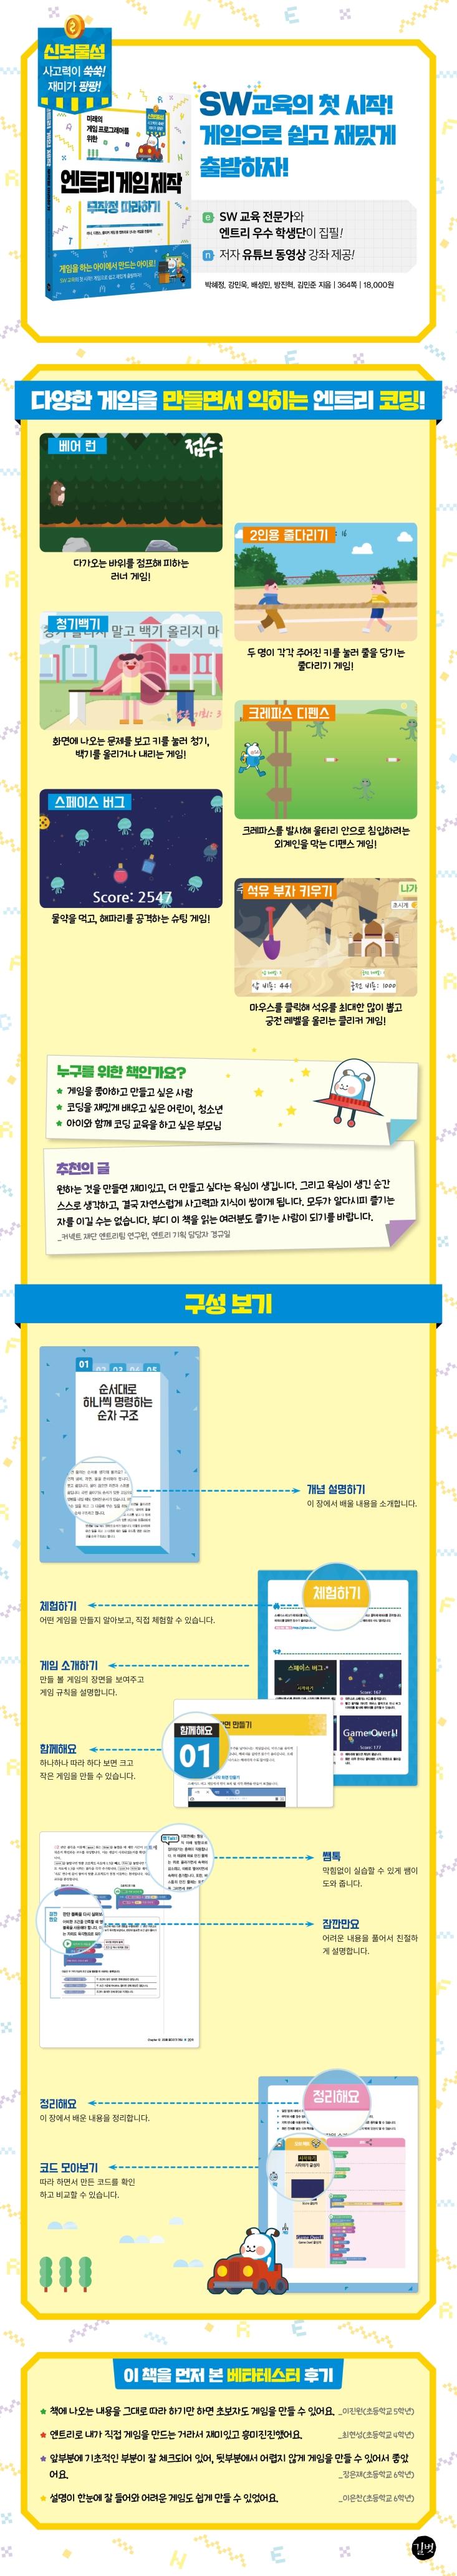 신보물섬
사고력이 쑥쑥!
재미가 팡팡!
미래의
게임 프로그래머를
위한
엔트리 게임 제작
무작정 따라하기
게임을 하는 아이에서 만드는 아이로!
SW교육의 첫 시작!
게임으로 쉽고 재밌게
출발하자!
e SW 교육 전문가와
엔트리 우수 학생단이 집필!
n 저자 유튜브 동영상 강좌 제공!
박혜정, 강민욱, 배성민, 방진혁, 김민준 지음 | 364쪽 | 18,000원
다양한 게임을 만들면서 익히는 엔트리 코딩!
베어 런
점수:
다가오는 바위를 점프해 피하는
러너 게임!
2인용 줄다리기
16
두 명이 각각 주어진 키를 눌러 줄을 당기는
줄다리기 게임!
청기백기
말고 백기 올리지 마
화면에 나오는 문제를 보고 키를 눌러 청기,
백기를 올리거나 내리는 게임!
크레파스 디펜스
크레파스를 발사해 울타리 안으로 침입하려는
외계인을 막는 디펜스 게임!
스페이스 버그
Score: 2547
물약을 먹고, 해파리를 공격하는 슈팅 게임!
석유 부자 키우기
나가
초시계
삽 비용: 44
궁전 비용: 1000
마우스를 클릭해 석유를 최대한 많이 뽑고
궁전 레벨을 올리는 클리커 게임!
누구를 위한 책인가요?
게임을 좋아하고 만들고 싶은 사람
코딩을 재밌게 배우고 싶은 어린이, 청소년
아이와 함께 코딩 교육을 하고 싶은 부모님
추천의 글
원하는 것을 만들면 재미있고, 더 만들고 싶다는 욕심이 생깁니다. 그리고 욕심이 생긴 순간
스스로 생각하고, 결국 자연스럽게 사고력과 지식이 쌓이게 됩니다. 모두가 알다시피 즐기는
자를 이길 수는 없습니다. 부디 이 책을 읽는 여러분도 즐기는 사람이 되기를 바랍니다.
_커넥트 재단 엔트리팀 연구원, 엔트리 기획 담당자 경규일
구성 보기
01 02 03 04 05
순서대로
하나씩 명령하는
순차 구조
개념 설명하기
이 장에서 배울 내용을 소개합니다.
체험하기
체험하기
어떤 게임을 만들지 알아보고, 직접 체험할 수 있습니다.
게임 소개하기
만들 볼 게임의 장면을 보여주고
게임 규칙을 설명합니다.
스페이스 버그
Score: 167
Game Over!
Score: 177
함께해요
하나하나 따라 하다 보면 크고
작은 게임을 만들 수 있습니다.
함께해요
01
쌤톡
막힘없이 실습할 수 있게 쌤이
도와 줍니다.
잠깐만요
어려운 내용을 풀어서 친절하
게 설명합니다.
정리해요
정리해요
이 장에서 배운 내용을 정리합니다.
코드 모아보기
따라 하면서 만든 코드를 확인
하고 비교할 수 있습니다.
이 책을 먼저 본 베타테스터 후기
책에 나오는 내용을 그대로 따라 하기만 하면 초보자도 게임을 만들 수 있어요. _이진원(초등학교 5학년)
엔트리로 내가 직접 게임을 만드는 거라서 재미있고 흥미진진했어요. _최현성(초등학교 4학년)
앞부분에 기초적인 부분이 잘 체크되어 있어, 뒷부분에서 어렵지 않게 게임을 만들 수 있어서 좋았
어요. _장은채(초등학교 6학년)
설명이 한눈에 잘 들어와 어려운 게임도 쉽게 만들 수 있었어요. _이은찬(초등학교 6학년)
길벗